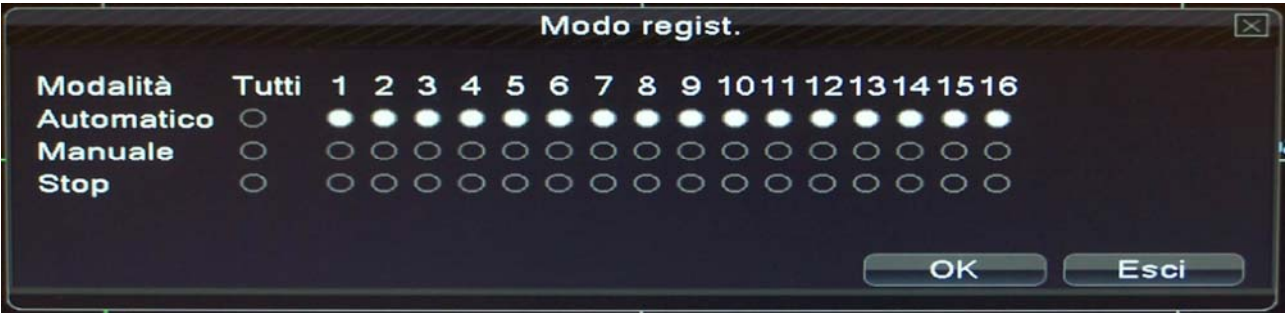 Modo regist.
Modalità Tutti 1 2 3 4 5 6 7 8 9 10 11 12 13 14 15 16
Automatico
Manuale
Stop
OK Esci